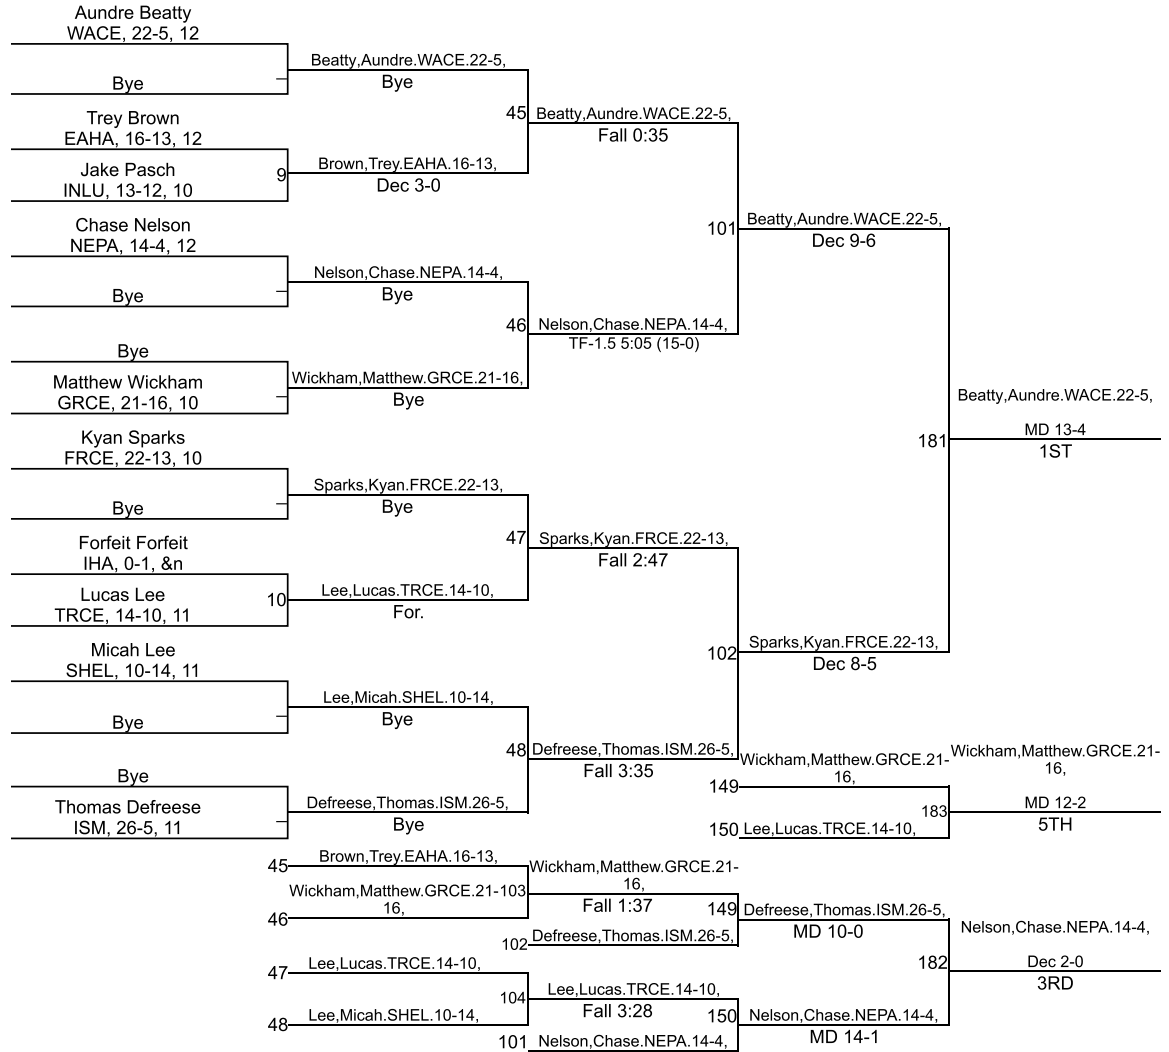 Aundre Beatty
WACE, 22-5, 12
Beatty,Aundre.WACE.22-5,
Bye
Bye
45
Beatty,Aundre.WACE.22-5,
Fall 0:35
Trey Brown
EAHA, 16-13, 12
Brown,Trey.EAHA.16-13,
Dec 3-0
Jake Pasch
INLU, 13-12, 10
9
Chase Nelson
NEPA, 14-4, 12
101
Beatty,Aundre.WACE.22-5,
Dec 9-6
Nelson,Chase.NEPA.14-4,
Bye
Bye
46
Nelson,Chase.NEPA.14-4,
TF-1.5 5:05 (15-0)
Bye
Matthew Wickham
GRCE, 21-16, 10
Wickham,Matthew.GRCE.21-16,
Bye
Beatty,Aundre.WACE.22-5,
181
MD 13-4
1ST
Kyan Sparks
FRCE, 22-13, 10
Sparks,Kyan.FRCE.22-13,
Bye
Bye
47
Sparks,Kyan.FRCE.22-13,
Fall 2:47
Forfeit Forfeit
IHA, 0-1, &n
Lucas Lee
TRCE, 14-10, 11
10
Lee,Lucas.TRCE.14-10,
For.
Micah Lee
SHEL, 10-14, 11
102
Sparks,Kyan.FRCE.22-13,
Dec 8-5
Lee,Micah.SHEL.10-14,
Bye
Bye
48
Defreese,Thomas.ISM.26-5,
Fall 3:35
Bye
Thomas Defreese
ISM, 26-5, 11
Defreese,Thomas.ISM.26-5,
Bye
Wickham,Matthew.GRCE.21-
16,
149
Wickham,Matthew.GRCE.21-
16,
183
MD 12-2
5TH
150
Lee,Lucas.TRCE.14-10,
45
Brown,Trey.EAHA.16-13,
Wickham,Matthew.GRCE.21-
16,
46
103
Wickham,Matthew.GRCE.21-
16,
Fall 1:37
149
Defreese,Thomas.ISM.26-5,
MD 10-0
102
Defreese,Thomas.ISM.26-5,
Nelson,Chase.NEPA.14-4,
182
Dec 2-0
3RD
47
Lee,Lucas.TRCE.14-10,
104
Lee,Lucas.TRCE.14-10,
Fall 3:28
150
Nelson,Chase.NEPA.14-4,
MD 14-1
48
Lee,Micah.SHEL.10-14,
101
Nelson,Chase.NEPA.14-4,